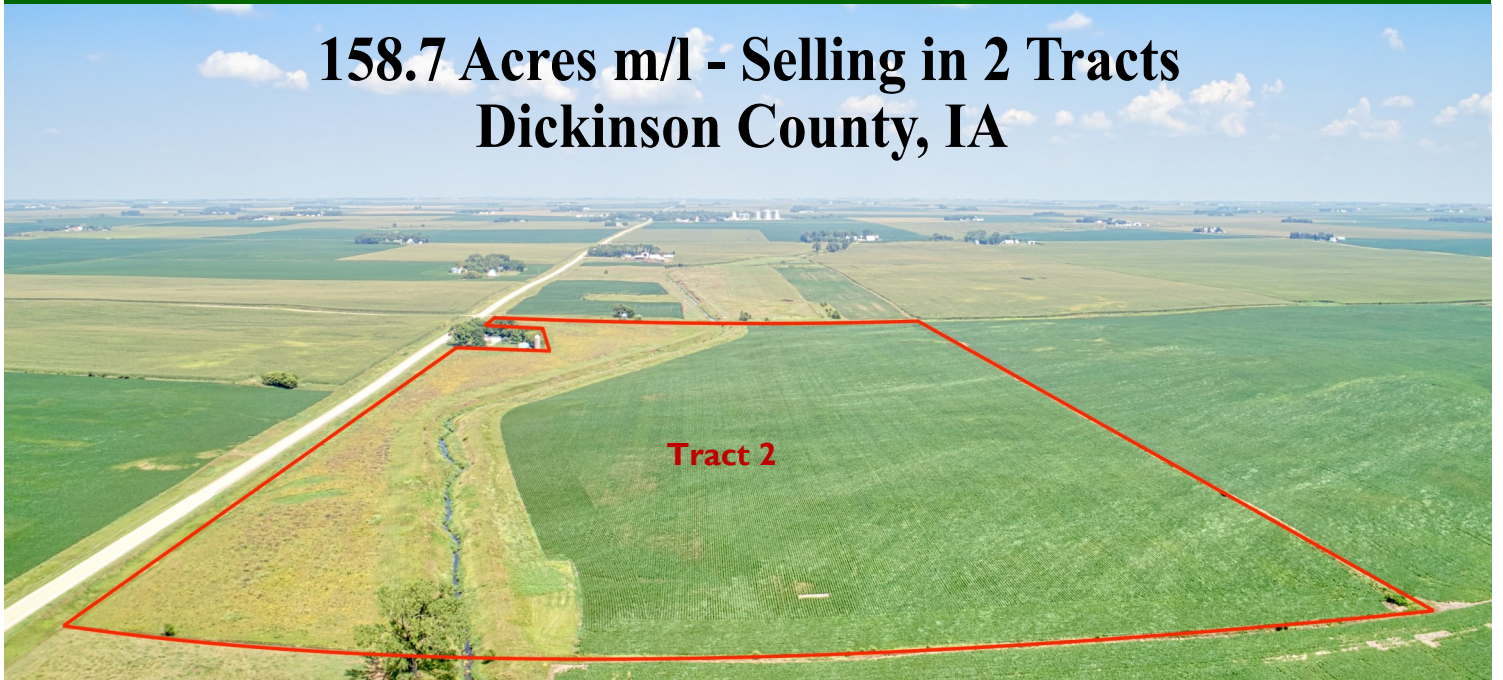 158.7 Acres m/l - Selling in 2 Tracts
Dickinson County, IA
Tract 2